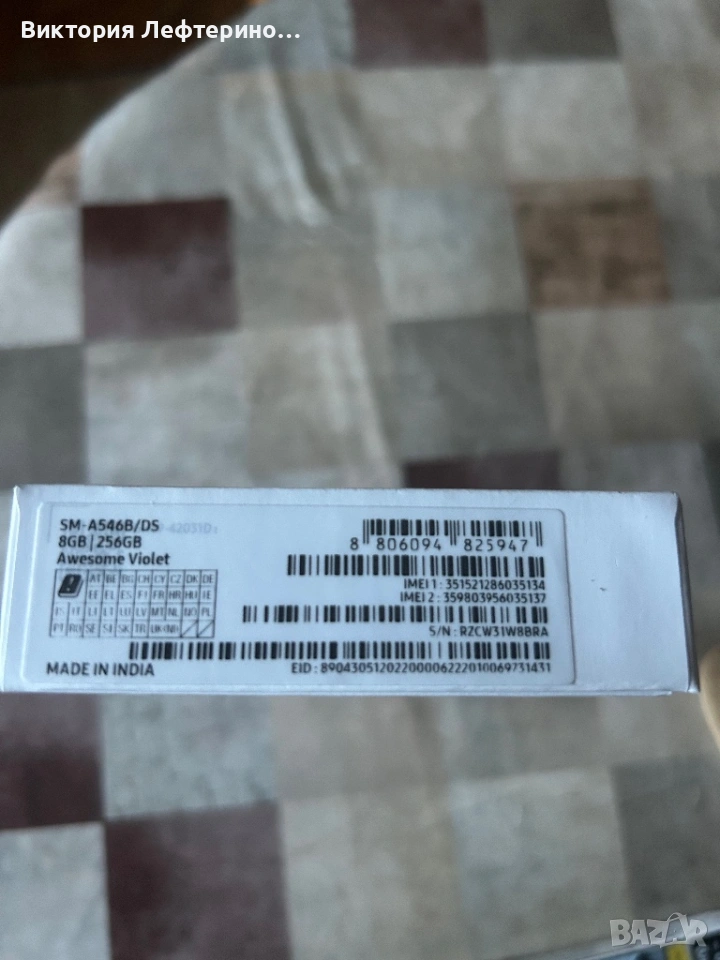 Виктория Лефтерино...
SM-A546B/DS
8GB|256GB
Awesome Violet
8 806094 825947
IMEI 1 : 351521286035134
IMEI 2 : 359803956035137
AT BE BG CH CY CZ DK DE
EE EL ES FI FR HR HU IE
IS IT LI LT LU LV MT NL NO PL
PT RO SE SI SK TR UK(NI)
S/N : RZCW31W8BRA
MADE IN INDIA
EID : 89043051202200006222010069731431
BAZAR